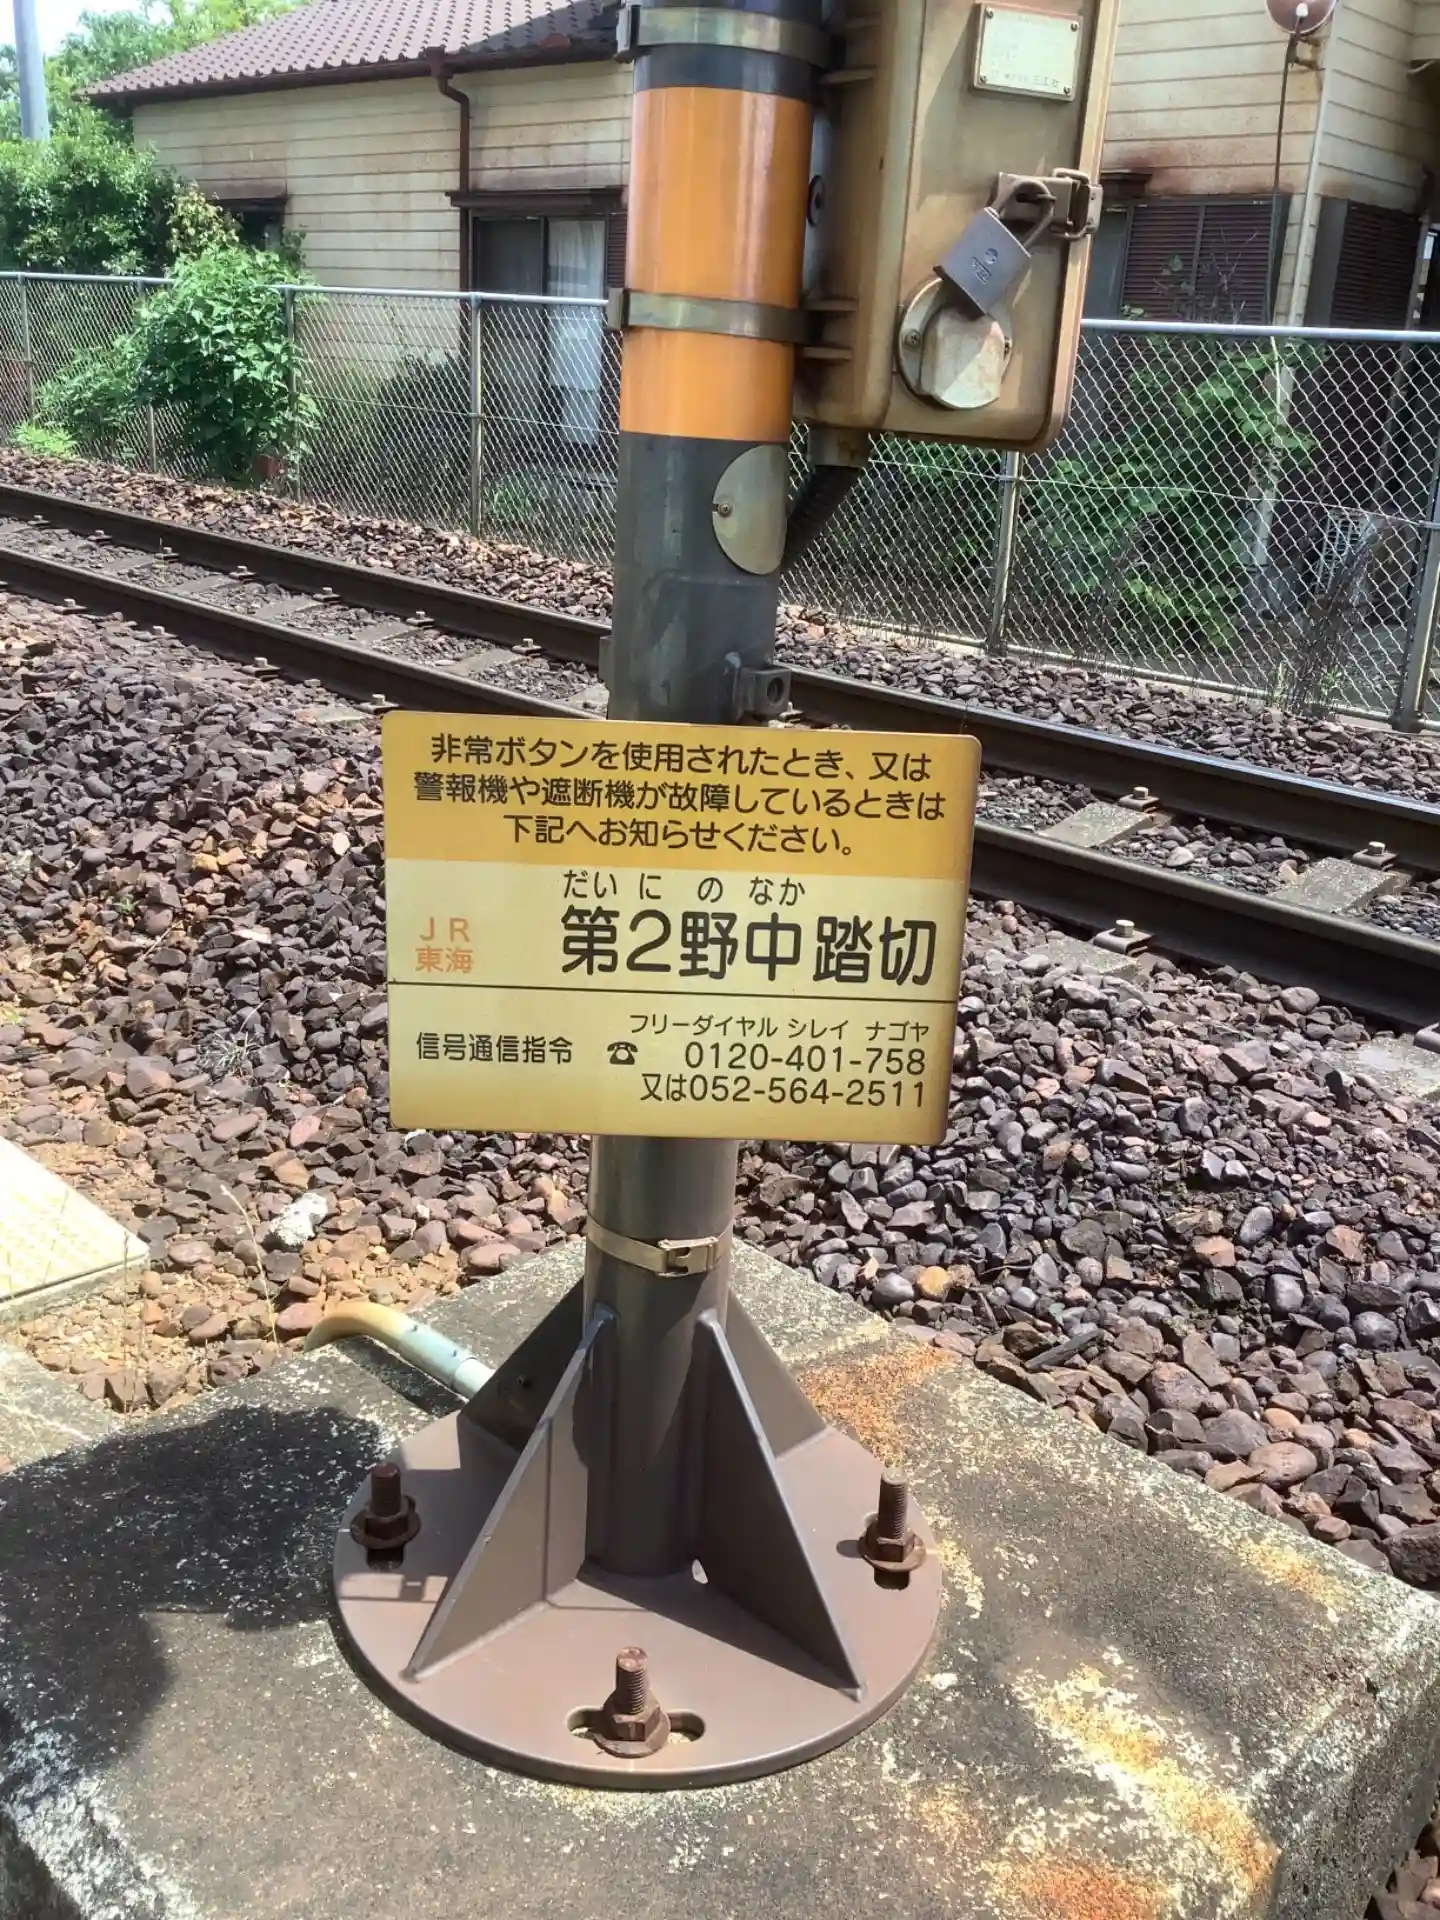 非常ボタンを使用されたとき、又は
警報機や遮断機が故障しているときは
下記へお知らせください。
だい に の なか
JR
東海
第2野中踏切
フリーダイヤル シレイ ナゴヤ
信号通信指令 ☎ 0120-401-758
又は052-564-2511